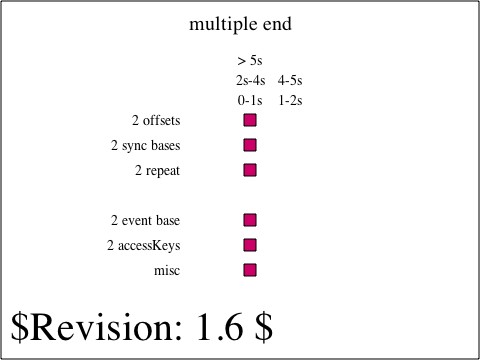 multiple end
> 5s
2s-4s 4-5s
0-1s 1-2s
2 offsets
2 sync bases
2 repeat
2 event base
2 accessKeys
misc
$Revision: 1.6 $